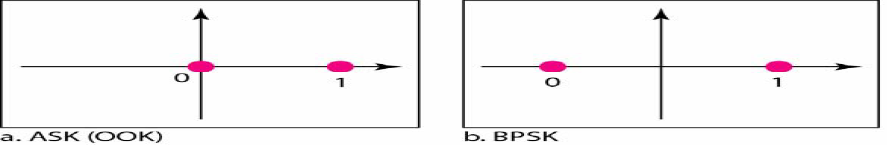 0 1 0 1
a. ASK (OOK) b. BPSK